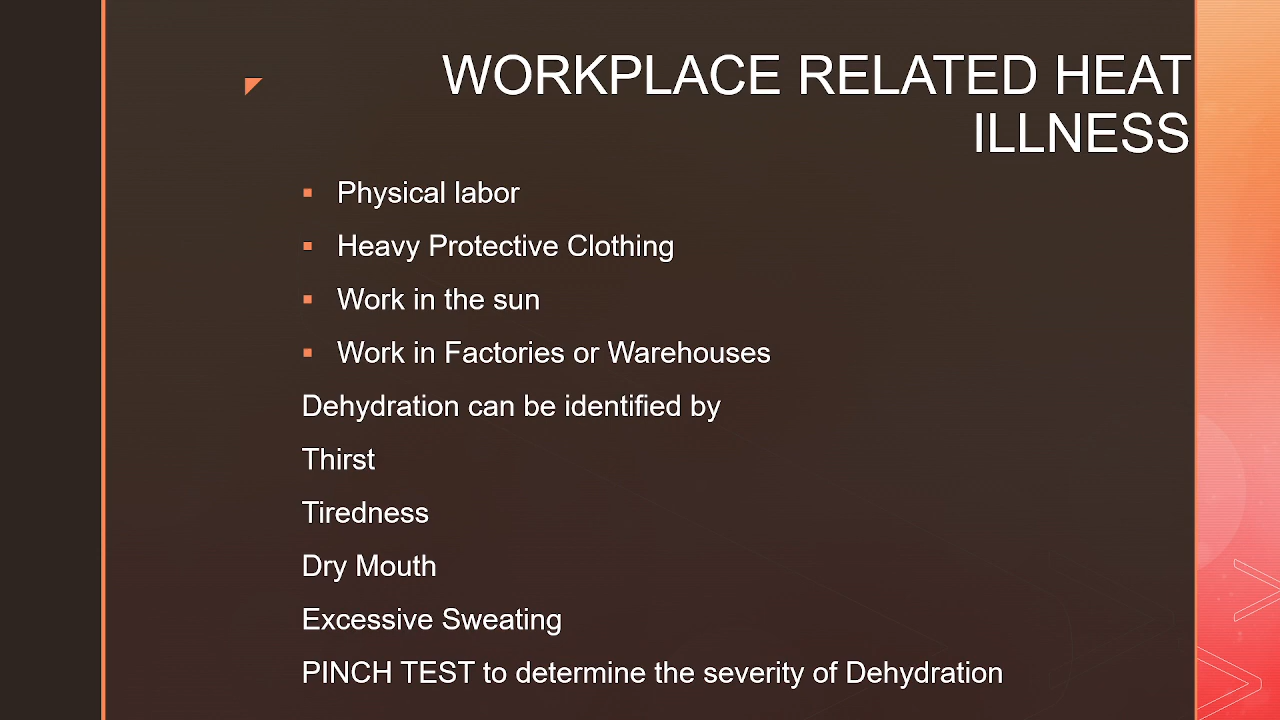 WORKPLACE RELATED HEAT
ILLNESS
Physical labor
Heavy Protective Clothing
Work in the sun
Work in Factories or Warehouses
Dehydration can be identified by
Thirst
Tiredness
Dry Mouth
Excessive Sweating
PINCH TEST to determine the severity of Dehydration